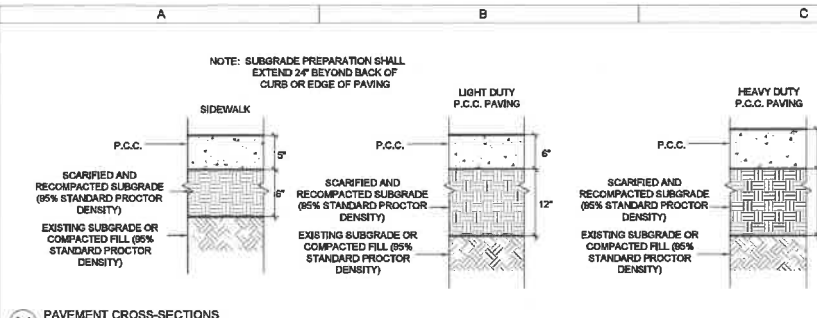 A
B
C
NOTE: SUBGRADE PREPARATION SHALL
EXTEND 24" BEYOND BACK OF
CURB OR EDGE OF PAVING
SIDEWALK
P.C.C.
5"
SCARIFIED AND
RECOMPACTED SUBGRADE
(95% STANDARD PROCTOR
DENSITY)
6"
EXISTING SUBGRADE OR
COMPACTED FILL (95%
STANDARD PROCTOR
DENSITY)
LIGHT DUTY
P.C.C. PAVING
P.C.C.
6"
SCARIFIED AND
RECOMPACTED SUBGRADE
(95% STANDARD PROCTOR
DENSITY)
12"
EXISTING SUBGRADE OR
COMPACTED FILL (95%
STANDARD PROCTOR
DENSITY)
HEAVY DUTY
P.C.C. PAVING
P.C.C.
SCARIFIED AND
RECOMPACTED SUBGRADE
(95% STANDARD PROCTOR
DENSITY)
EXISTING SUBGRADE OR
COMPACTED FILL (95%
STANDARD PROCTOR
DENSITY)
PAVEMENT CROSS-SECTIONS